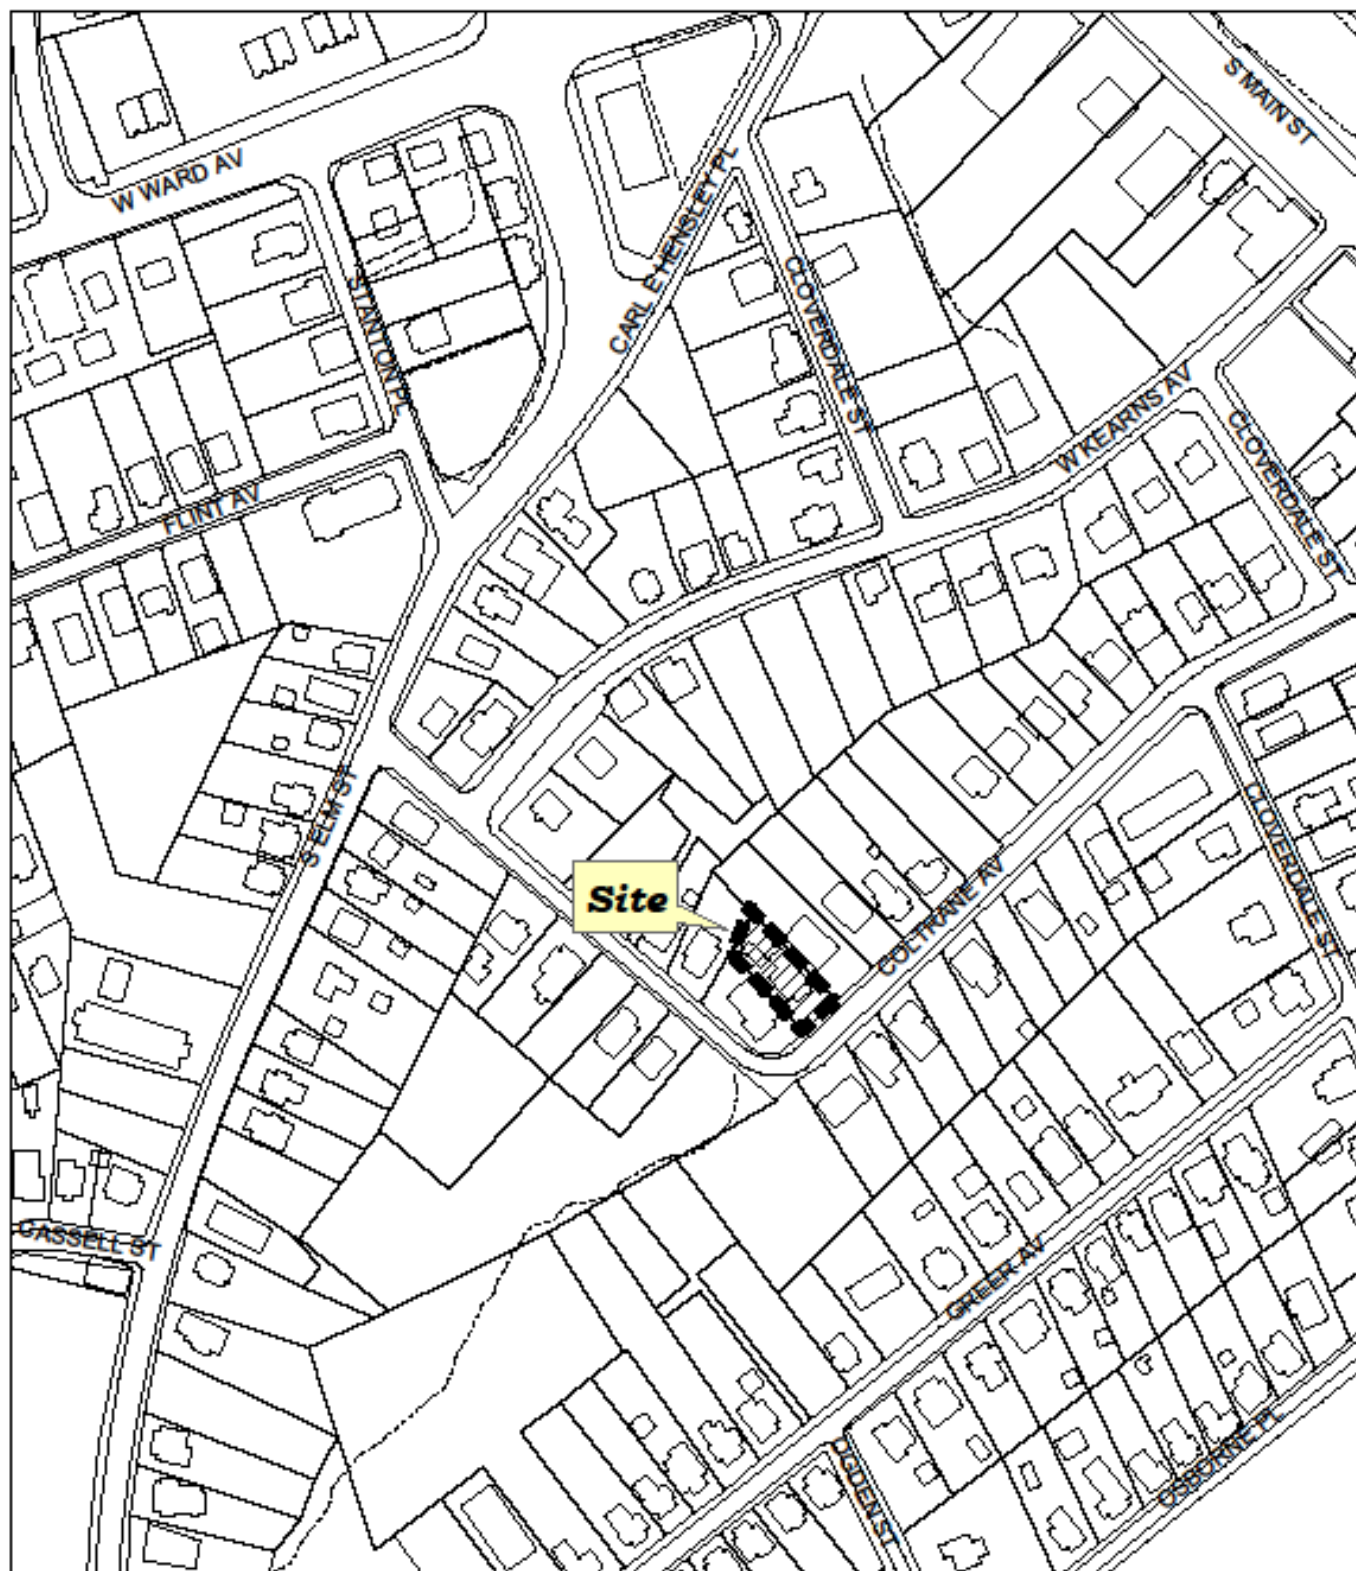 S MAIN ST
W WARD AV
CARL E HENSLEY PL
STANTON PL
CLOVERDALE ST
W KEARNS AV
CLOVERDALE ST
FLINT AV
S ELM ST
CLOVERDALE ST
Site
COLTRANE AV
CASSELL ST
GREER AV
OGDEN ST
OSBORNE PL